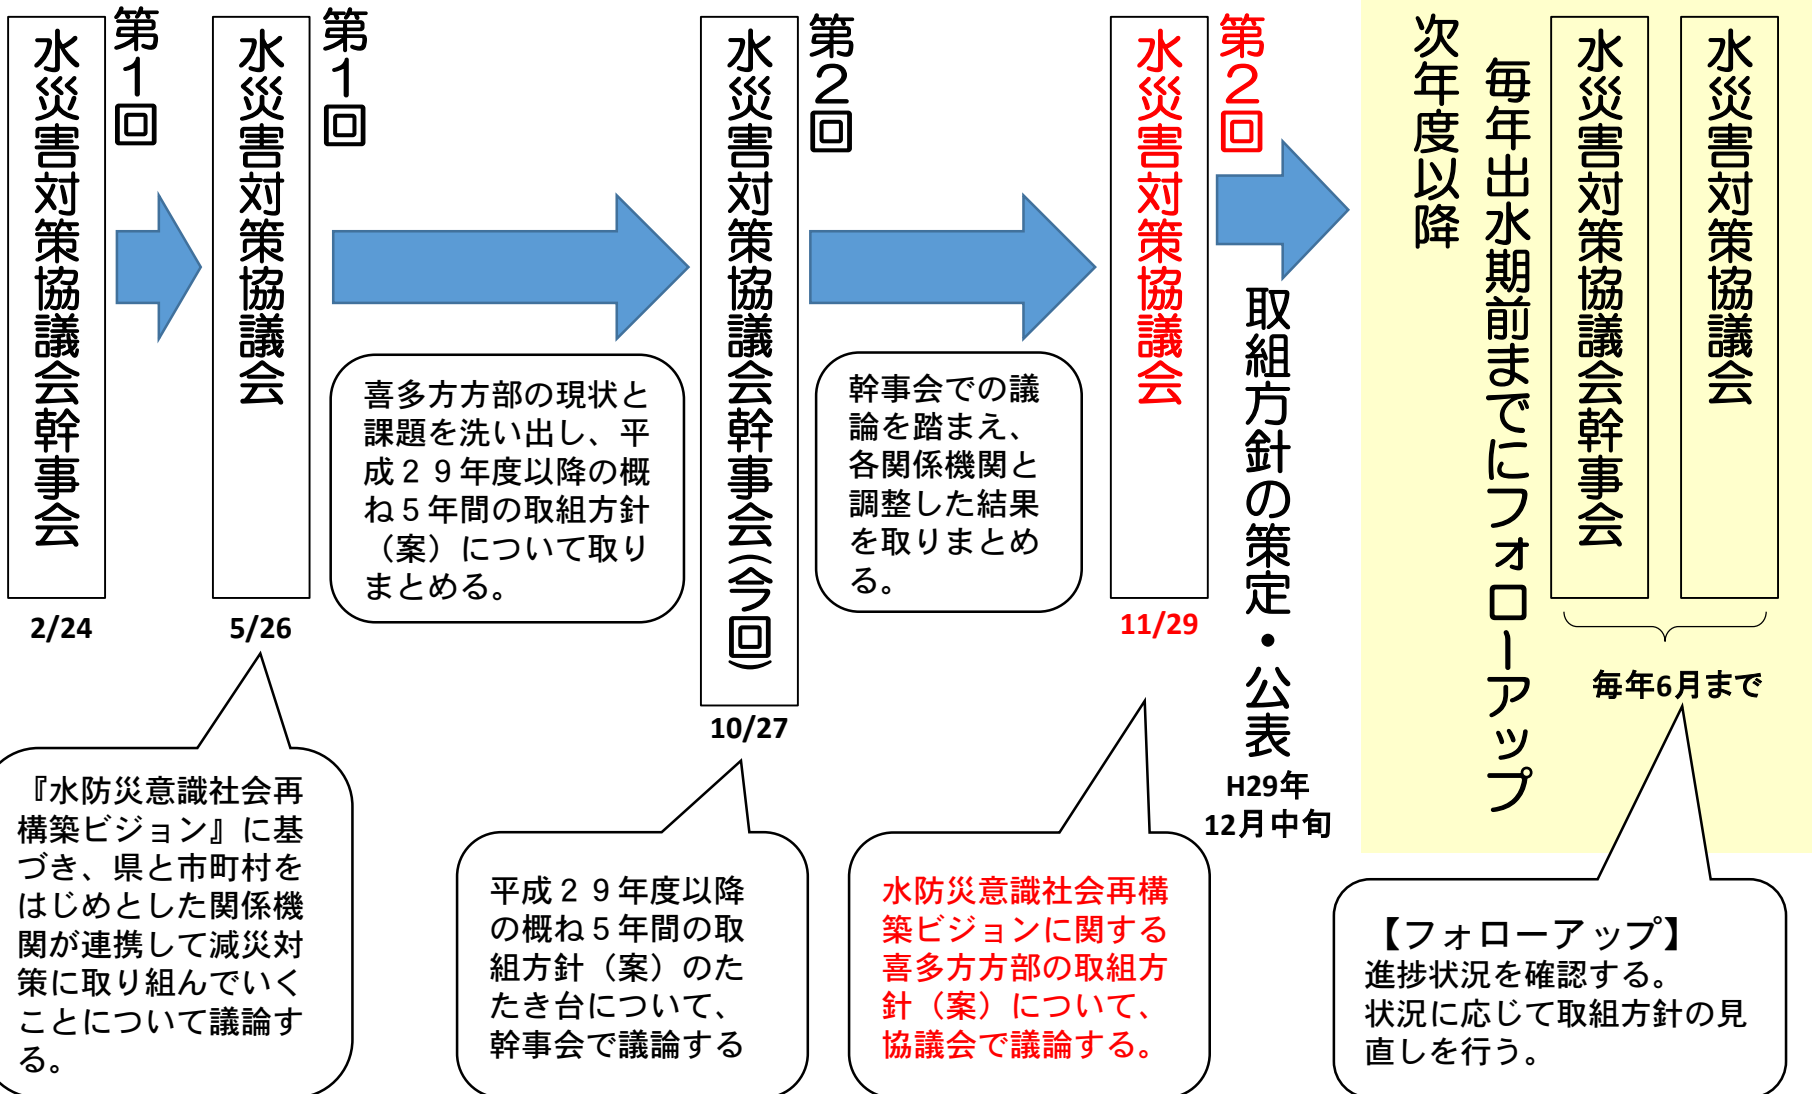 第１回
水災害対策協議会幹事会
2/24
第１回
水災害対策協議会
5/26
『水防災意識社会再
構築ビジョン』に基
づき、県と市町村を
はじめとした関係機
関が連携して減災対
策に取り組んでいく
ことについて議論す
る。
喜多方方部の現状と
課題を洗い出し、平
成２９年度以降の概
ね５年間の取組方針
（案）について取り
まとめる。
第２回
水災害対策協議会幹事会(今回)
10/27
平成２９年度以降
の概ね５年間の取
組方針（案）のた
たき台について、
幹事会で議論する
幹事会での議
論を踏まえ、
各関係機関と
調整した結果
を取りまとめ
る。
第２回
水災害対策協議会
11/29
水防災意識社会再構
築ビジョンに関する
喜多方方部の取組方
針（案）について、
協議会で議論する。
取組方針の策定・公表
H29年
12月中旬
次年度以降
毎年出水期前までにフォローアップ
水災害対策協議会幹事会
水災害対策協議会
毎年6月まで
【フォローアップ】
進捗状況を確認する。
状況に応じて取組方針の見
直しを行う。